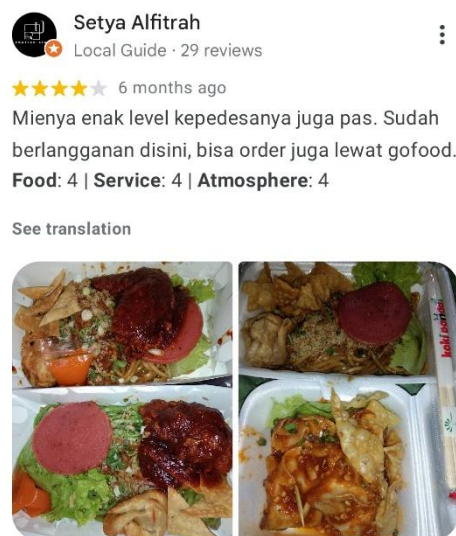 Setya Alfitrah
Local Guide · 29 reviews
6 months ago
Mienya enak level kepedesanya juga pas. Sudah
berlangganan disini, bisa order juga lewat gofood.
Food: 4 | Service: 4 | Atmosphere: 4
See translation